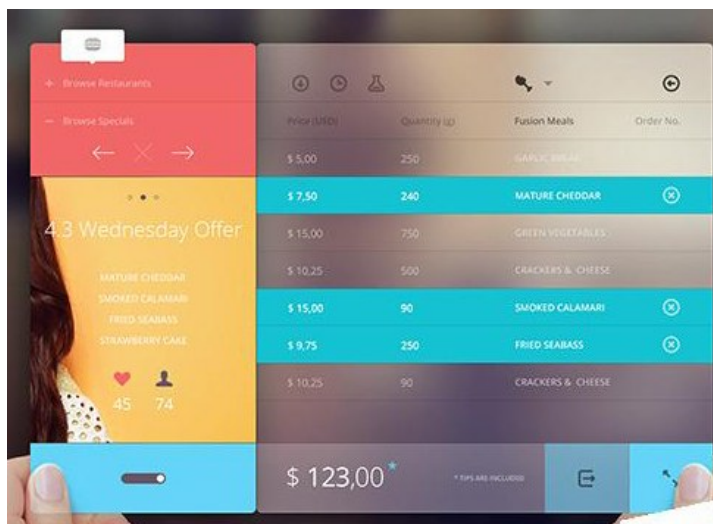 + Browse Restaurants
− Browse Specials
4.3 Wednesday Offer
MATURE CHEDDAR
SMOKED CALAMARI
FRIED SEABASS
STRAWBERRY CAKE
45 74
Price (USD) Quantity (g) Fusion Meals Order No.
$ 5,00 250 GARLIC BREAD
$ 7,50 240 MATURE CHEDDAR
$ 15,00 750 GREEN VEGETABLES
$ 10,25 500 CRACKERS & CHEESE
$ 15,00 90 SMOKED CALAMARI
$ 9,75 250 FRIED SEABASS
$ 10,25 90 CRACKERS & CHEESE
$ 123,00* * TIPS ARE INCLUDED